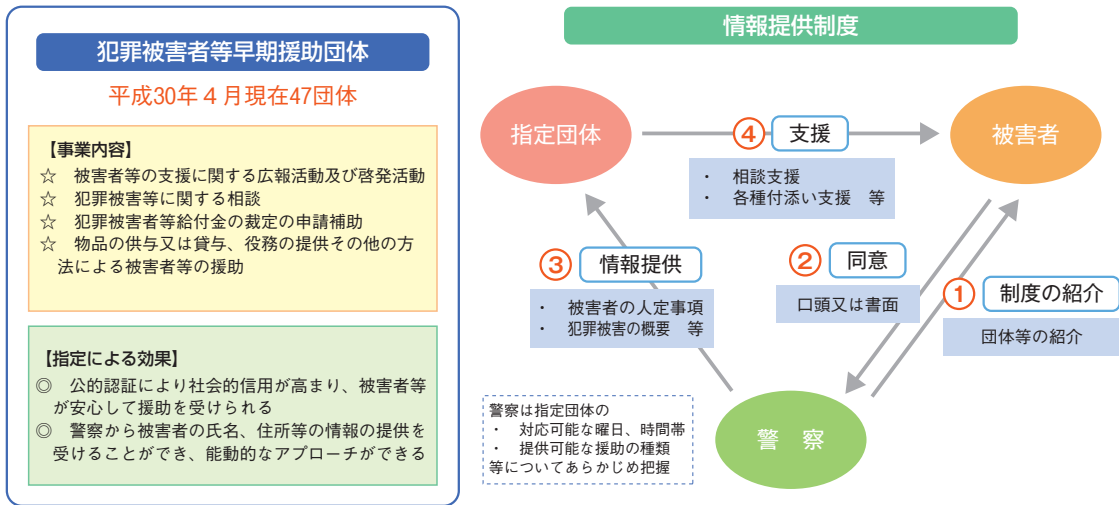 犯罪被害者等早期援助団体
平成30年４月現在47団体
【事業内容】
☆　被害者等の支援に関する広報活動及び啓発活動
☆　犯罪被害等に関する相談
☆　犯罪被害者等給付金の裁定の申請補助
☆　物品の供与又は貸与、役務の提供その他の方
法による被害者等の援助
【指定による効果】
◎　公的認証により社会的信用が高まり、被害者等
が安心して援助を受けられる
◎　警察から被害者の氏名、住所等の情報の提供を
受けることができ、能動的なアプローチができる
情報提供制度
指定団体
被害者
④ 支援
・　相談支援
・　各種付添い支援　等
③ 情報提供
・　被害者の人定事項
・　犯罪被害の概要　等
② 同意
口頭又は書面
① 制度の紹介
団体等の紹介
警察は指定団体の
・　対応可能な曜日、時間帯
・　提供可能な援助の種類
等についてあらかじめ把握
警　察